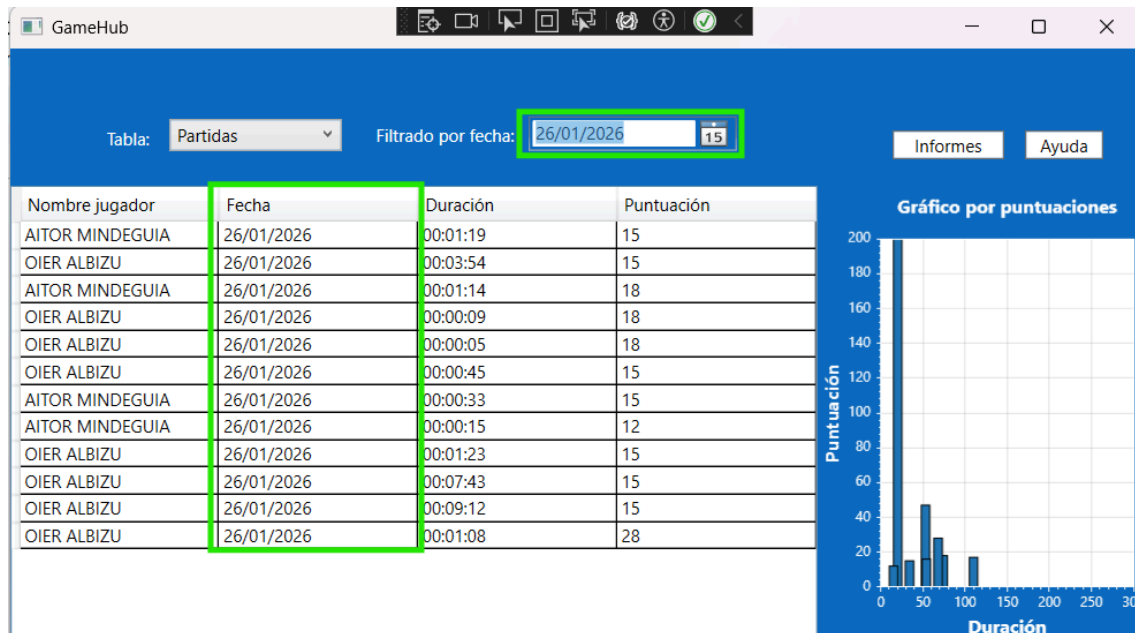 GameHub
Tabla: Partidas Filtrado por fecha: 26/01/2026 15
Informes Ayuda
Nombre jugador Fecha Duración Puntuación
AITOR MINDEGUIA 26/01/2026 00:01:19 15
OIER ALBIZU 26/01/2026 00:03:54 15
AITOR MINDEGUIA 26/01/2026 00:01:14 18
OIER ALBIZU 26/01/2026 00:00:09 18
OIER ALBIZU 26/01/2026 00:00:05 18
OIER ALBIZU 26/01/2026 00:00:45 15
AITOR MINDEGUIA 26/01/2026 00:00:33 15
AITOR MINDEGUIA 26/01/2026 00:00:15 12
OIER ALBIZU 26/01/2026 00:01:23 15
OIER ALBIZU 26/01/2026 00:07:43 15
OIER ALBIZU 26/01/2026 00:09:12 15
OIER ALBIZU 26/01/2026 00:01:08 28
Gráfico por puntuaciones
200
180
160
140
120
100
80
60
40
20
0
Puntuación
0 50 100 150 200 250 30
Duración